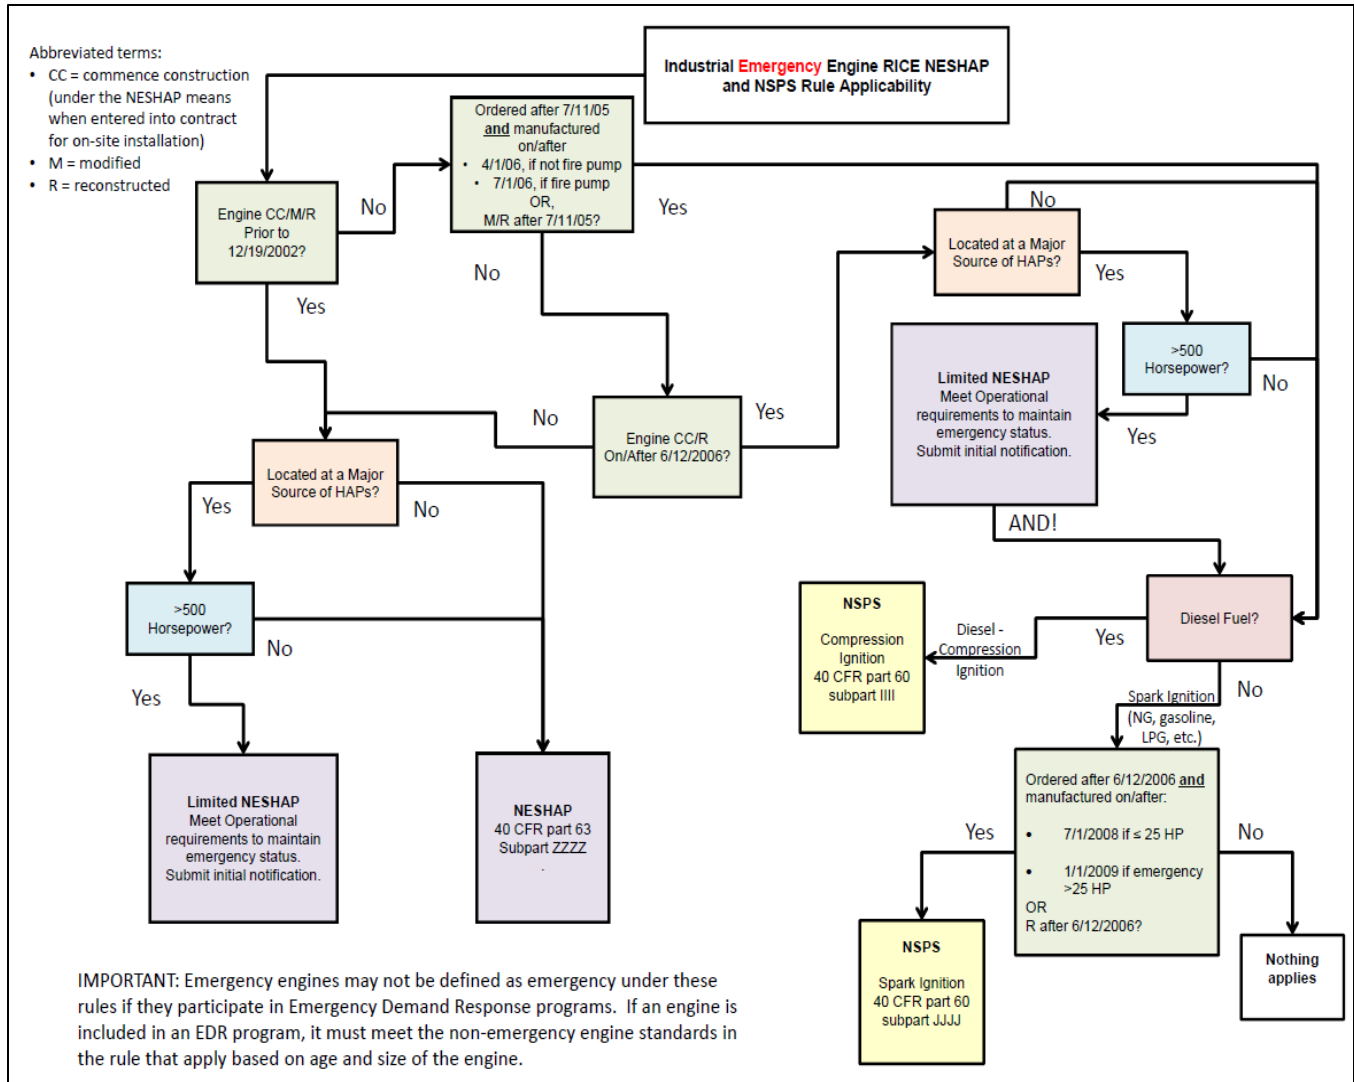 Abbreviated terms:
• CC = commence construction
(under the NESHAP means
when entered into contract
for on-site installation)
• M = modified
• R = reconstructed
Industrial Emergency Engine RICE NESHAP
and NSPS Rule Applicability
Engine CC/M/R
Prior to
12/19/2002?
No
Yes
Ordered after 7/11/05
and manufactured
on/after
• 4/1/06, if not fire pump
• 7/1/06, if fire pump
OR,
M/R after 7/11/05?
Yes
No
Engine CC/R
On/After 6/12/2006?
No
Yes
Located at a Major
Source of HAPs?
No
Yes
>500
Horsepower?
No
Yes
Limited NESHAP
Meet Operational
requirements to maintain
emergency status.
Submit initial notification.
AND!
Located at a Major
Source of HAPs?
Yes
No
>500
Horsepower?
No
Yes
Limited NESHAP
Meet Operational
requirements to maintain
emergency status.
Submit initial notification.
NESHAP
40 CFR part 63
Subpart ZZZZ
.
Diesel Fuel?
Yes
Diesel -
Compression
Ignition
NSPS
Compression
Ignition
40 CFR part 60
subpart IIII
No
Spark Ignition
(NG, gasoline,
LPG, etc.)
Ordered after 6/12/2006 and
manufactured on/after:
• 7/1/2008 if ≤ 25 HP
• 1/1/2009 if emergency
>25 HP
OR
R after 6/12/2006?
Yes
No
NSPS
Spark Ignition
40 CFR part 60
subpart JJJJ
Nothing
applies
IMPORTANT: Emergency engines may not be defined as emergency under these
rules if they participate in Emergency Demand Response programs. If an engine is
included in an EDR program, it must meet the non-emergency engine standards in
the rule that apply based on age and size of the engine.